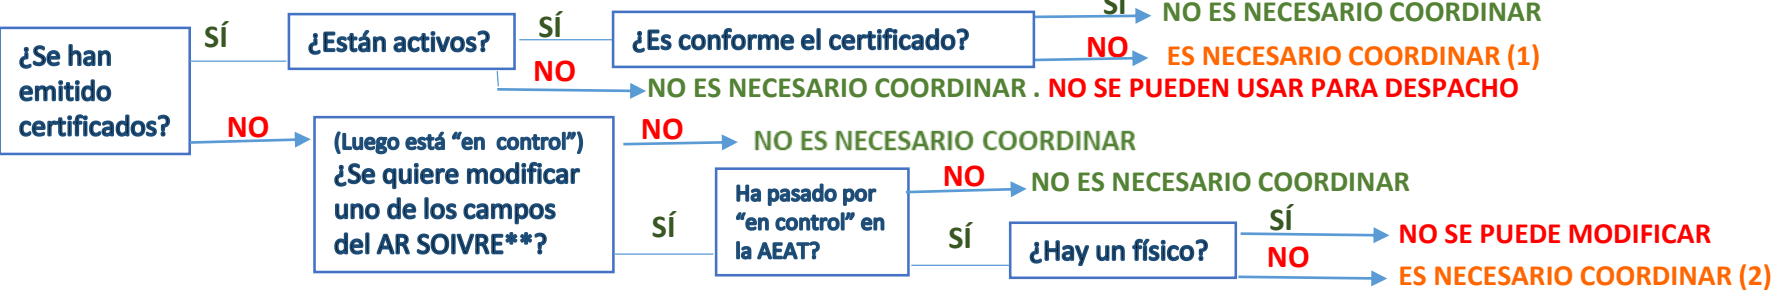 SÍ
NO ES NECESARIO COORDINAR
¿Se han
emitido
certificados?
SÍ
¿Están activos?
SÍ
¿Es conforme el certificado?
NO
ES NECESARIO COORDINAR (1)
NO
NO ES NECESARIO COORDINAR . NO SE PUEDEN USAR PARA DESPACHO
NO
(Luego está “en control”)
¿Se quiere modificar
uno de los campos
del AR SOIVRE**?
NO
NO ES NECESARIO COORDINAR
SÍ
Ha pasado por
“en control” en
la AEAT?
NO
NO ES NECESARIO COORDINAR
SÍ
¿Hay un físico?
SÍ
NO SE PUEDE MODIFICAR
NO
ES NECESARIO COORDINAR (2)